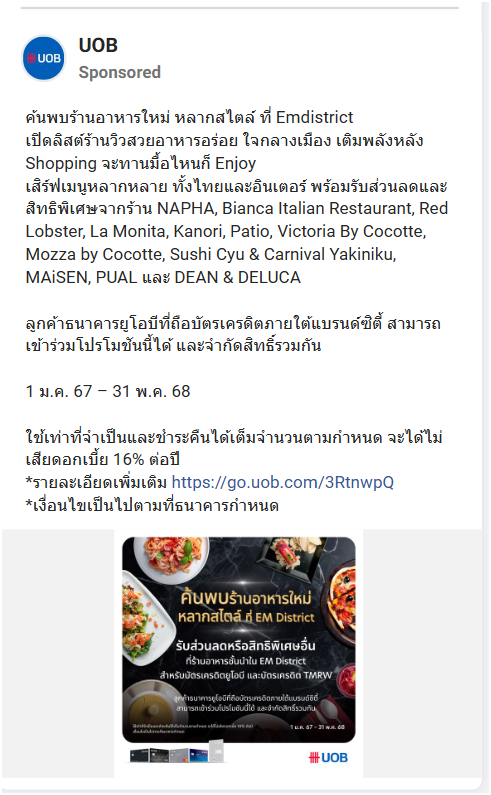 UOB
UOB
Sponsored
ค้นพบร้านอาหารใหม่ หลากสไตล์ ที่ Emdistrict
เปิดลิสต์ร้านวิวสวยอาหารอร่อย ใจกลางเมือง เติมพลังหลัง
Shopping จะทานมื้อไหนก็ Enjoy
เสิร์ฟเมนูหลากหลาย ทั้งไทยและอินเตอร์ พร้อมรับส่วนลดและ
สิทธิพิเศษจากร้าน NAPHA, Bianca Italian Restaurant, Red
Lobster, La Monita, Kanori, Patio, Victoria By Cocotte,
Mozza by Cocotte, Sushi Cyu & Carnival Yakiniku,
MAiSEN, PUAL และ DEAN & DELUCA
ลูกค้าธนาคารยูโอบีที่ถือบัตรเครดิตภายใต้แบรนด์ซิตี้ สามารถ
เข้าร่วมโปรโมชันนี้ได้ และจำกัดสิทธิ์รวมกัน
1 ม.ค. 67 – 31 พ.ค. 68
ใช้เท่าที่จำเป็นและชำระคืนได้เต็มจำนวนตามกำหนด จะได้ไม่
เสียดอกเบี้ย 16% ต่อปี
*รายละเอียดเพิ่มเติม https://go.uob.com/3RtnwpQ
*เงื่อนไขเป็นไปตามที่ธนาคารกำหนด
ค้นพบร้านอาหารใหม่
หลากสไตล์ ที่ EM District
รับส่วนลดหรือสิทธิพิเศษอื่น
ที่ร้านอาหารชั้นนำใน EM District
สำหรับบัตรเครดิตยูโอบี และบัตรเครดิต TMRW
ลูกค้าธนาคารยูโอบีที่ถือบัตรเครดิตภายใต้แบรนด์ซิตี้
สามารถเข้าร่วมโปรโมชันนี้ได้ และจำกัดสิทธิ์รวมกัน
1 ม.ค. 67 - 31 พ.ค. 68
UOB